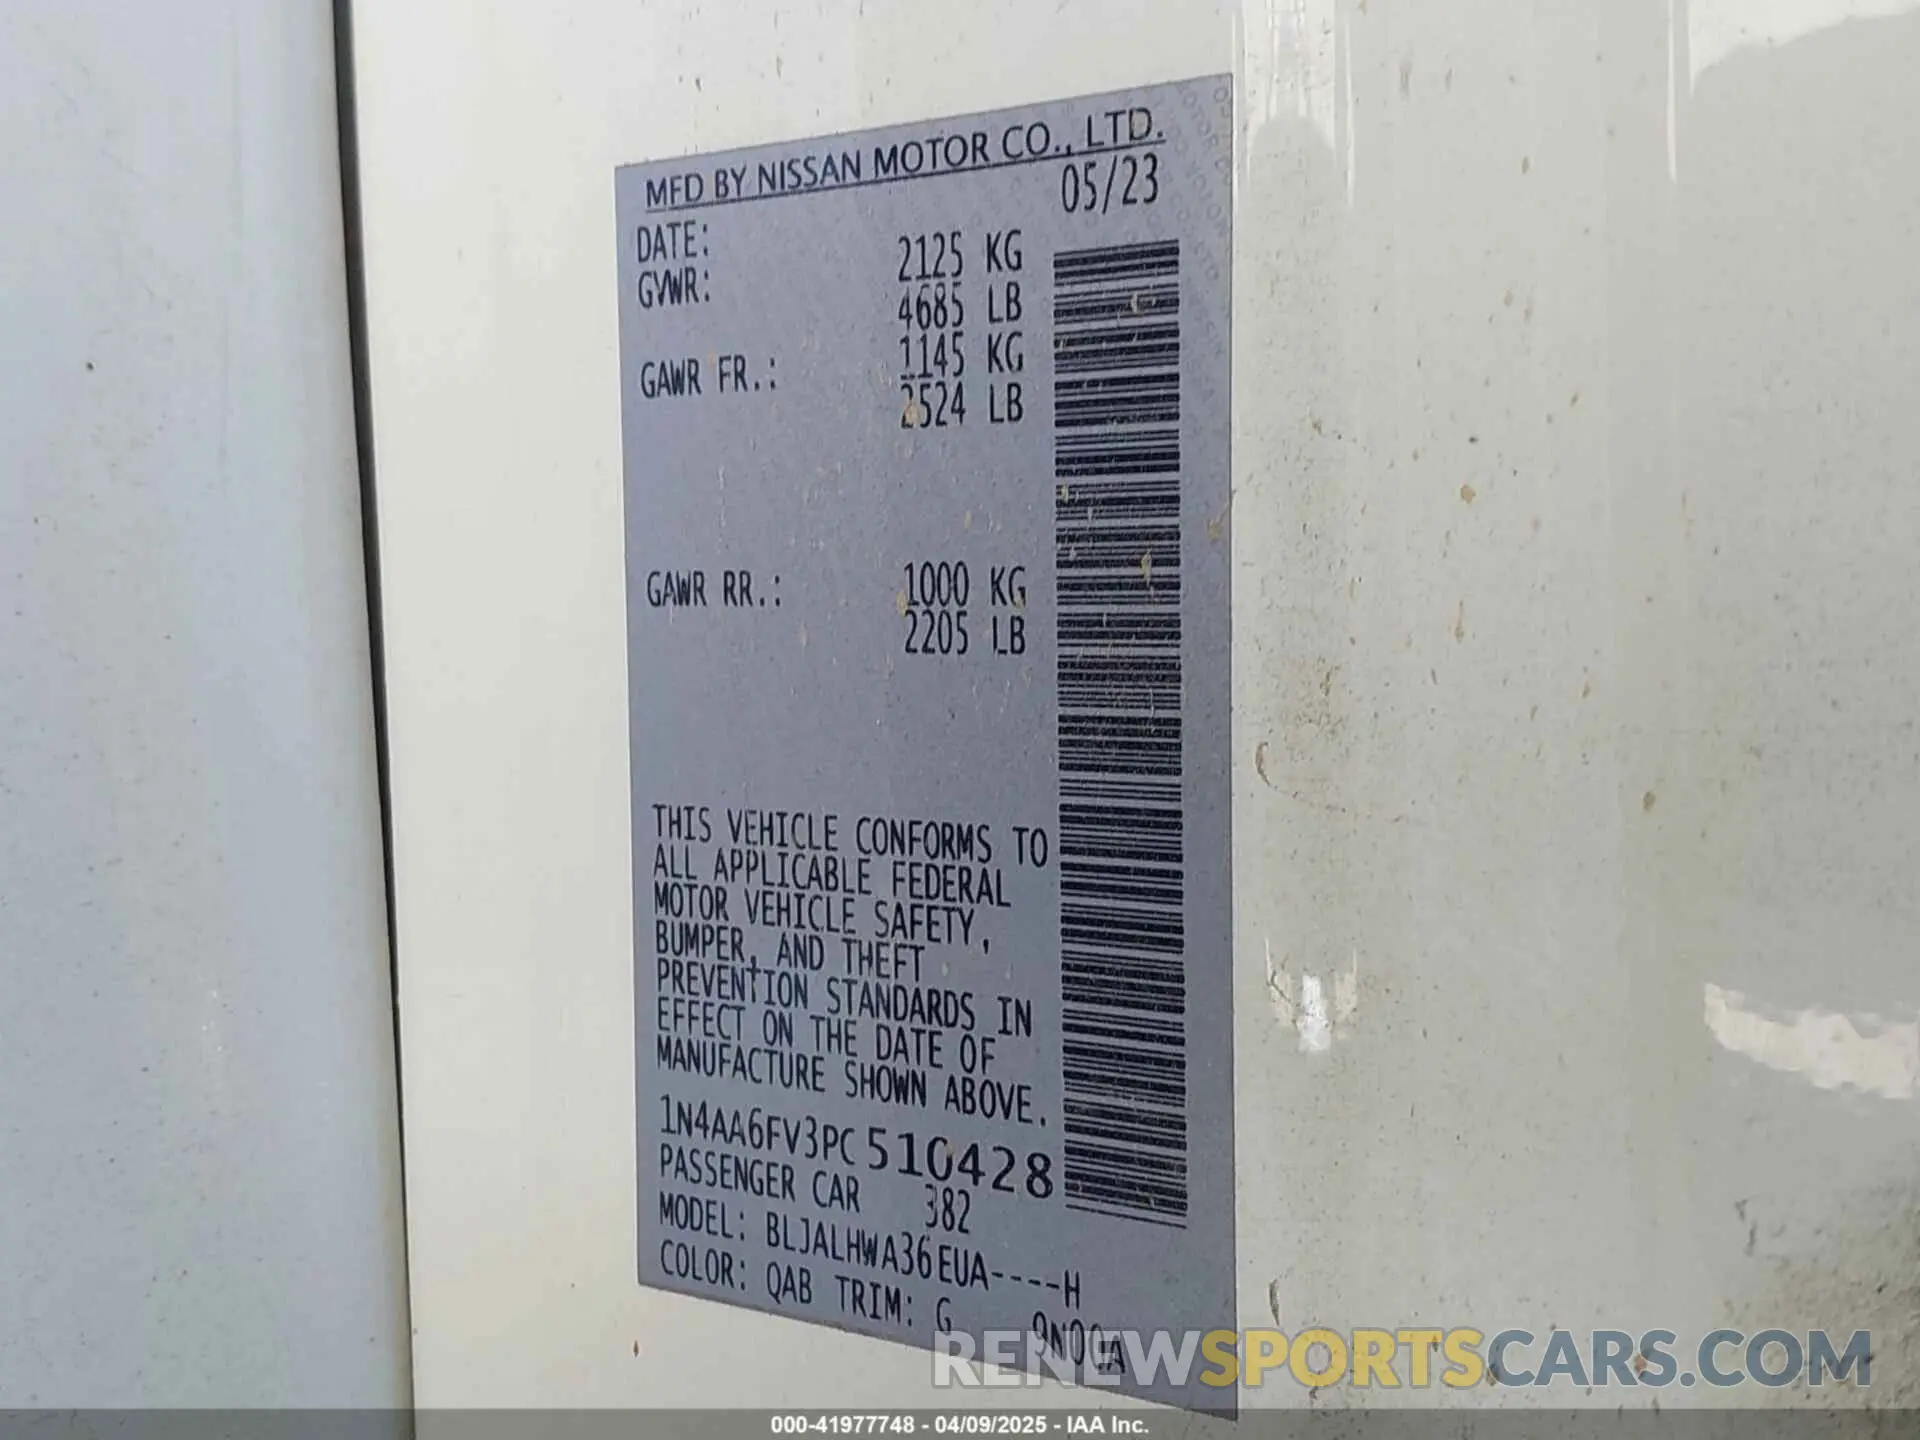 MFD BY NISSAN MOTOR CO., LTD.
DATE: 05/23
GVWR: 2125 KG
4685 LB
GAWR FR.: 1145 KG
2524 LB
GAWR RR.: 1000 KG
2205 LB
THIS VEHICLE CONFORMS TO
ALL APPLICABLE FEDERAL
MOTOR VEHICLE SAFETY,
BUMPER, AND THEFT
PREVENTION STANDARDS IN
EFFECT ON THE DATE OF
MANUFACTURE SHOWN ABOVE.
1N4AA6FV3PC510428
PASSENGER CAR 382
MODEL: BLJALHWA36EUA----H
COLOR: QAB TRIM: G 9N00A
RENEWSPORTSCARS.COM
000-41977748 - 04/09/2025 - IAA Inc.